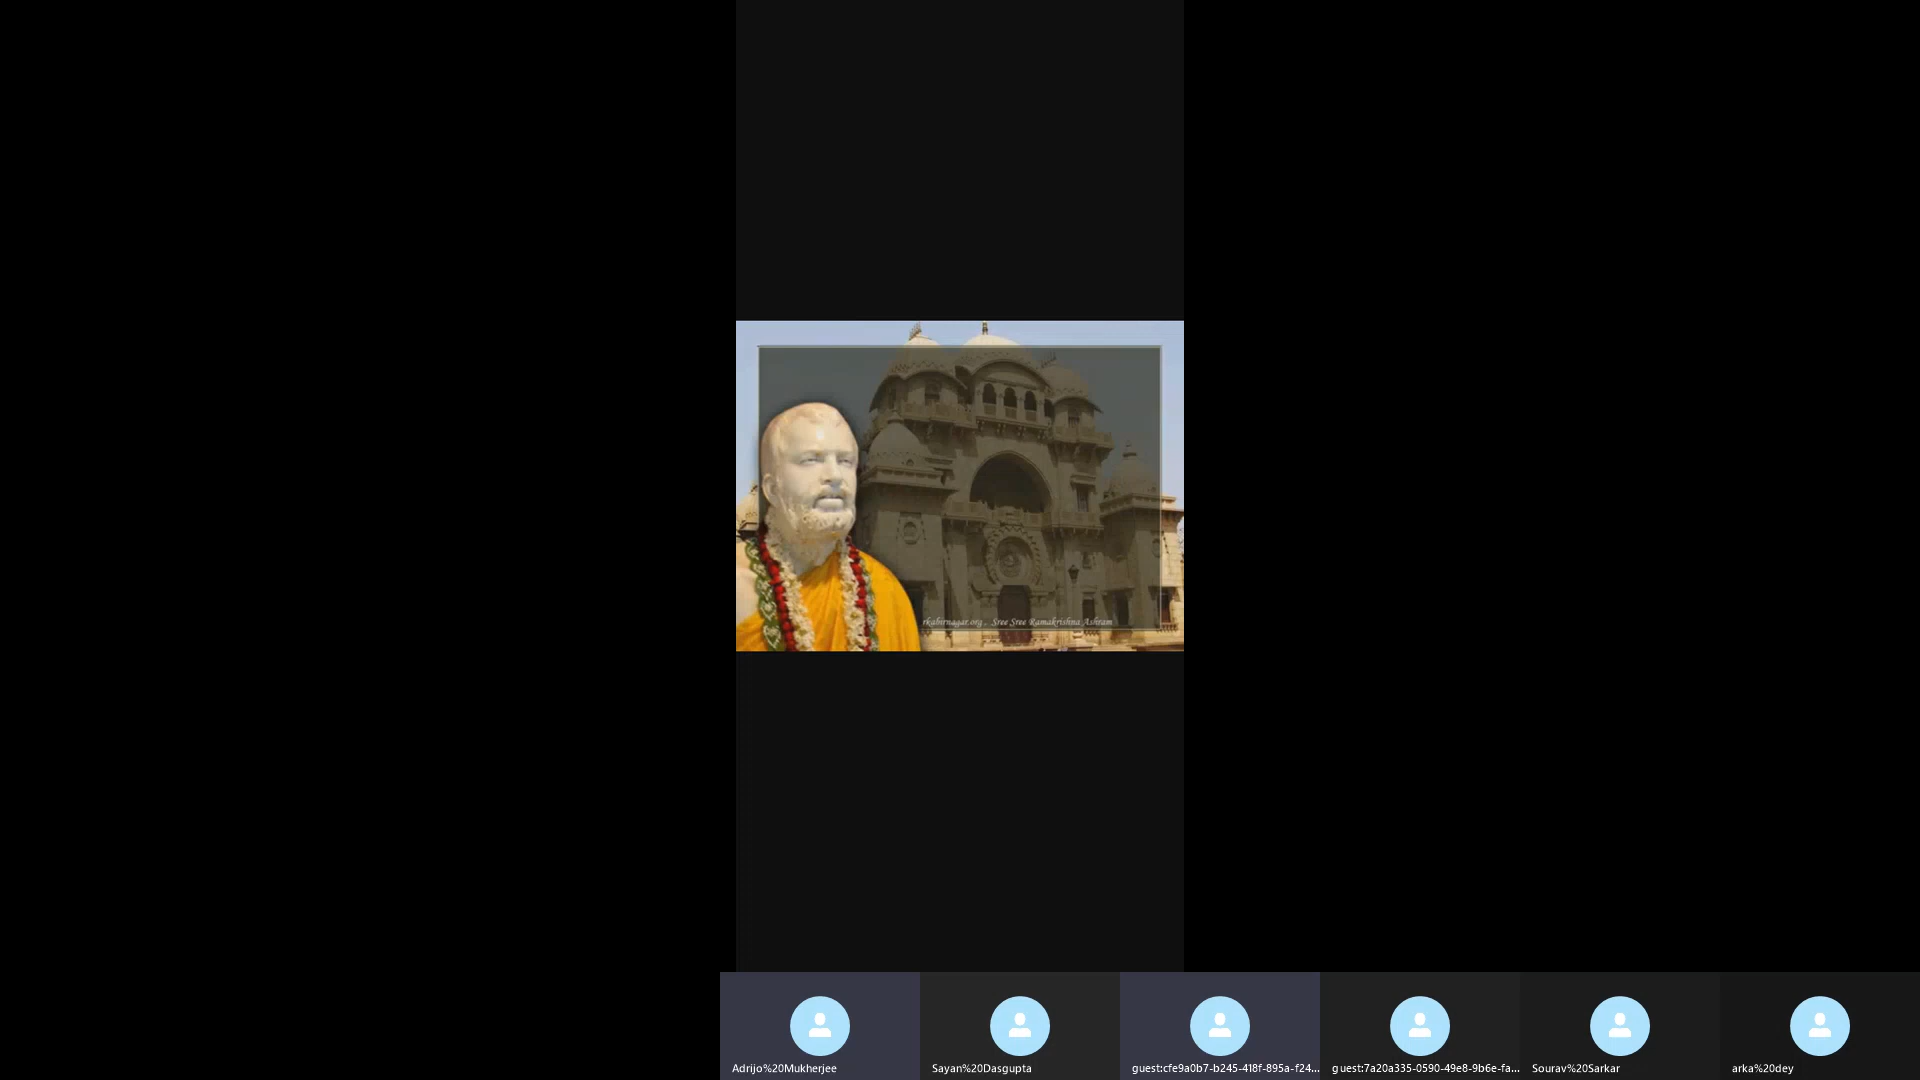 rkabirnagar.org . Sree Sree Ramakrishna Ashram
Adrijo%20Mukherjee
Sayan%20Dasgupta
guest:cfe9a0b7-b245-418f-895a-f24...
guest:7a20a335-0590-49e8-9b6e-fa...
Sourav%20Sarkar
arka%20dey